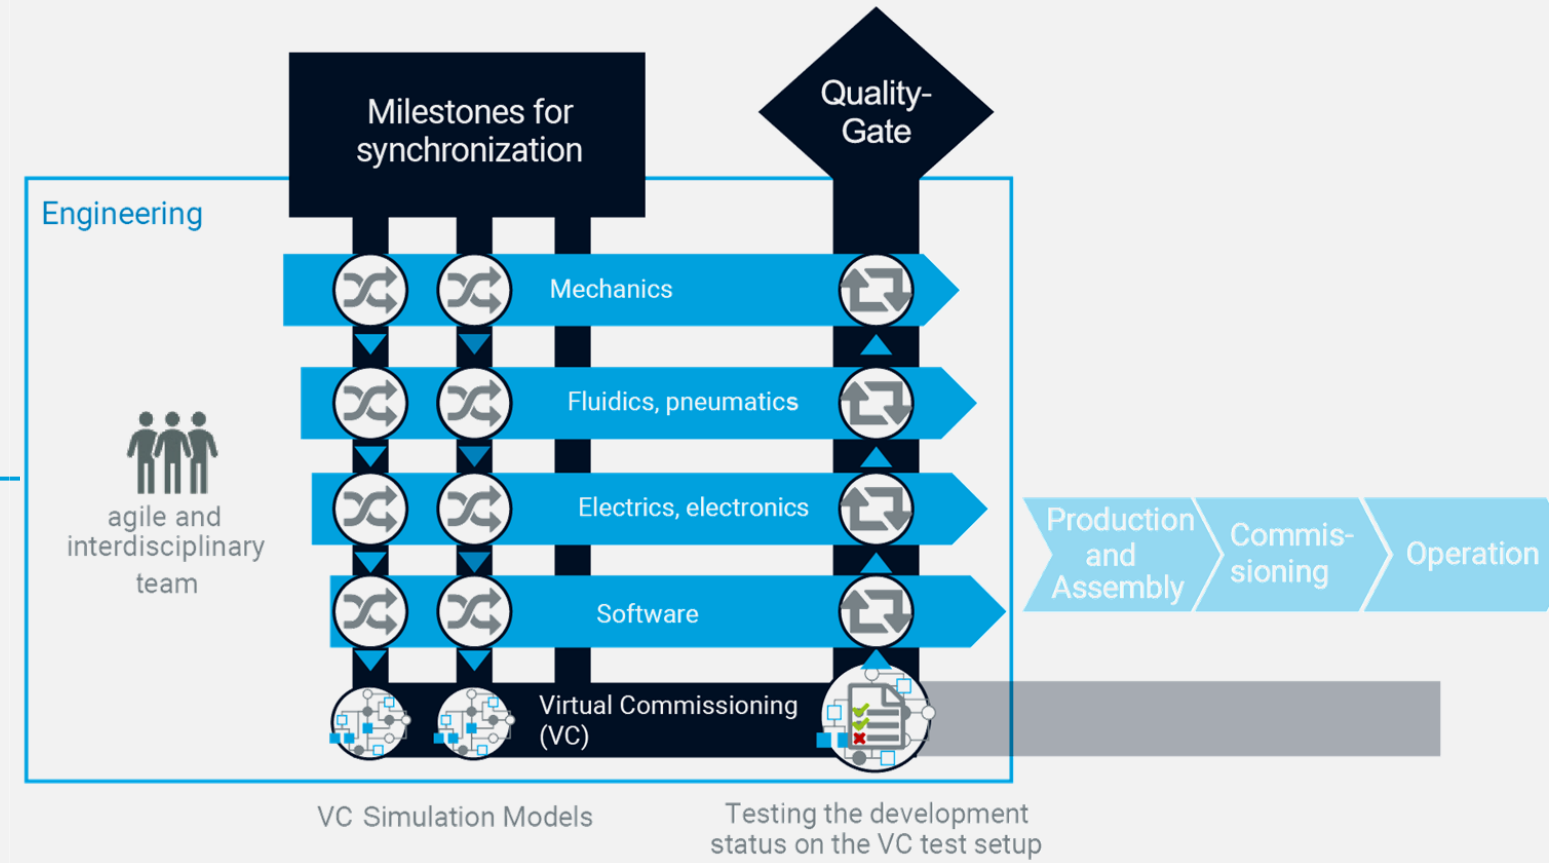 Milestones for
synchronization
Quality-
Gate
Engineering
Mechanics
Fluidics, pneumatics
Electrics, electronics
Software
agile and
interdisciplinary
team
Virtual Commissioning
(VC)
Production
and
Assembly
Commis-
sioning
Operation
VC Simulation Models
Testing the development
status on the VC test setup